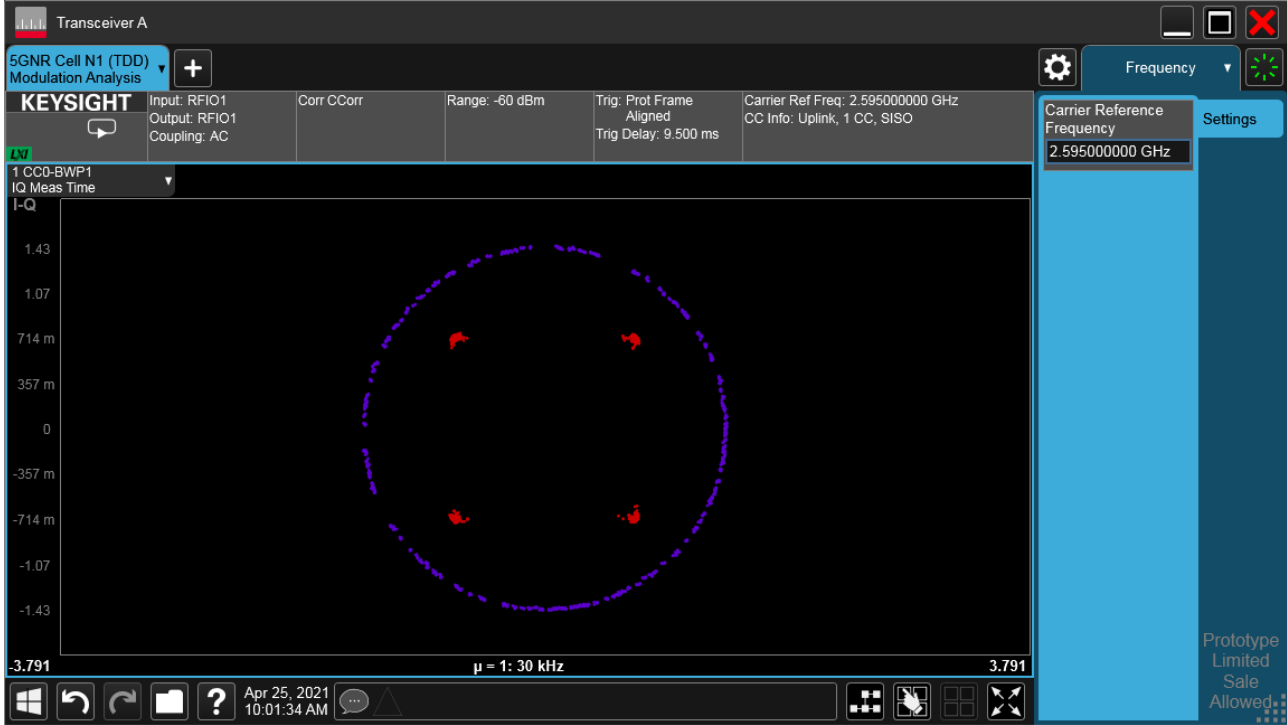 Transceiver A
5GNR Cell N1 (TDD)
Modulation Analysis
Frequency
KEYSIGHT
LXI
Input: RFIO1
Output: RFIO1
Coupling: AC
Corr CCorr
Range: -60 dBm
Trig: Prot Frame
Aligned
Trig Delay: 9.500 ms
Carrier Ref Freq: 2.595000000 GHz
CC Info: Uplink, 1 CC, SISO
Carrier Reference
Frequency
2.595000000 GHz
Settings
1 CC0-BWP1
IQ Meas Time
I-Q
1.43
1.07
714 m
357 m
0
-357 m
-714 m
-1.07
-1.43
-3.791
µ = 1: 30 kHz
3.791
?
Apr 25, 2021
10:01:34 AM
Prototype
Limited
Sale
Allowed